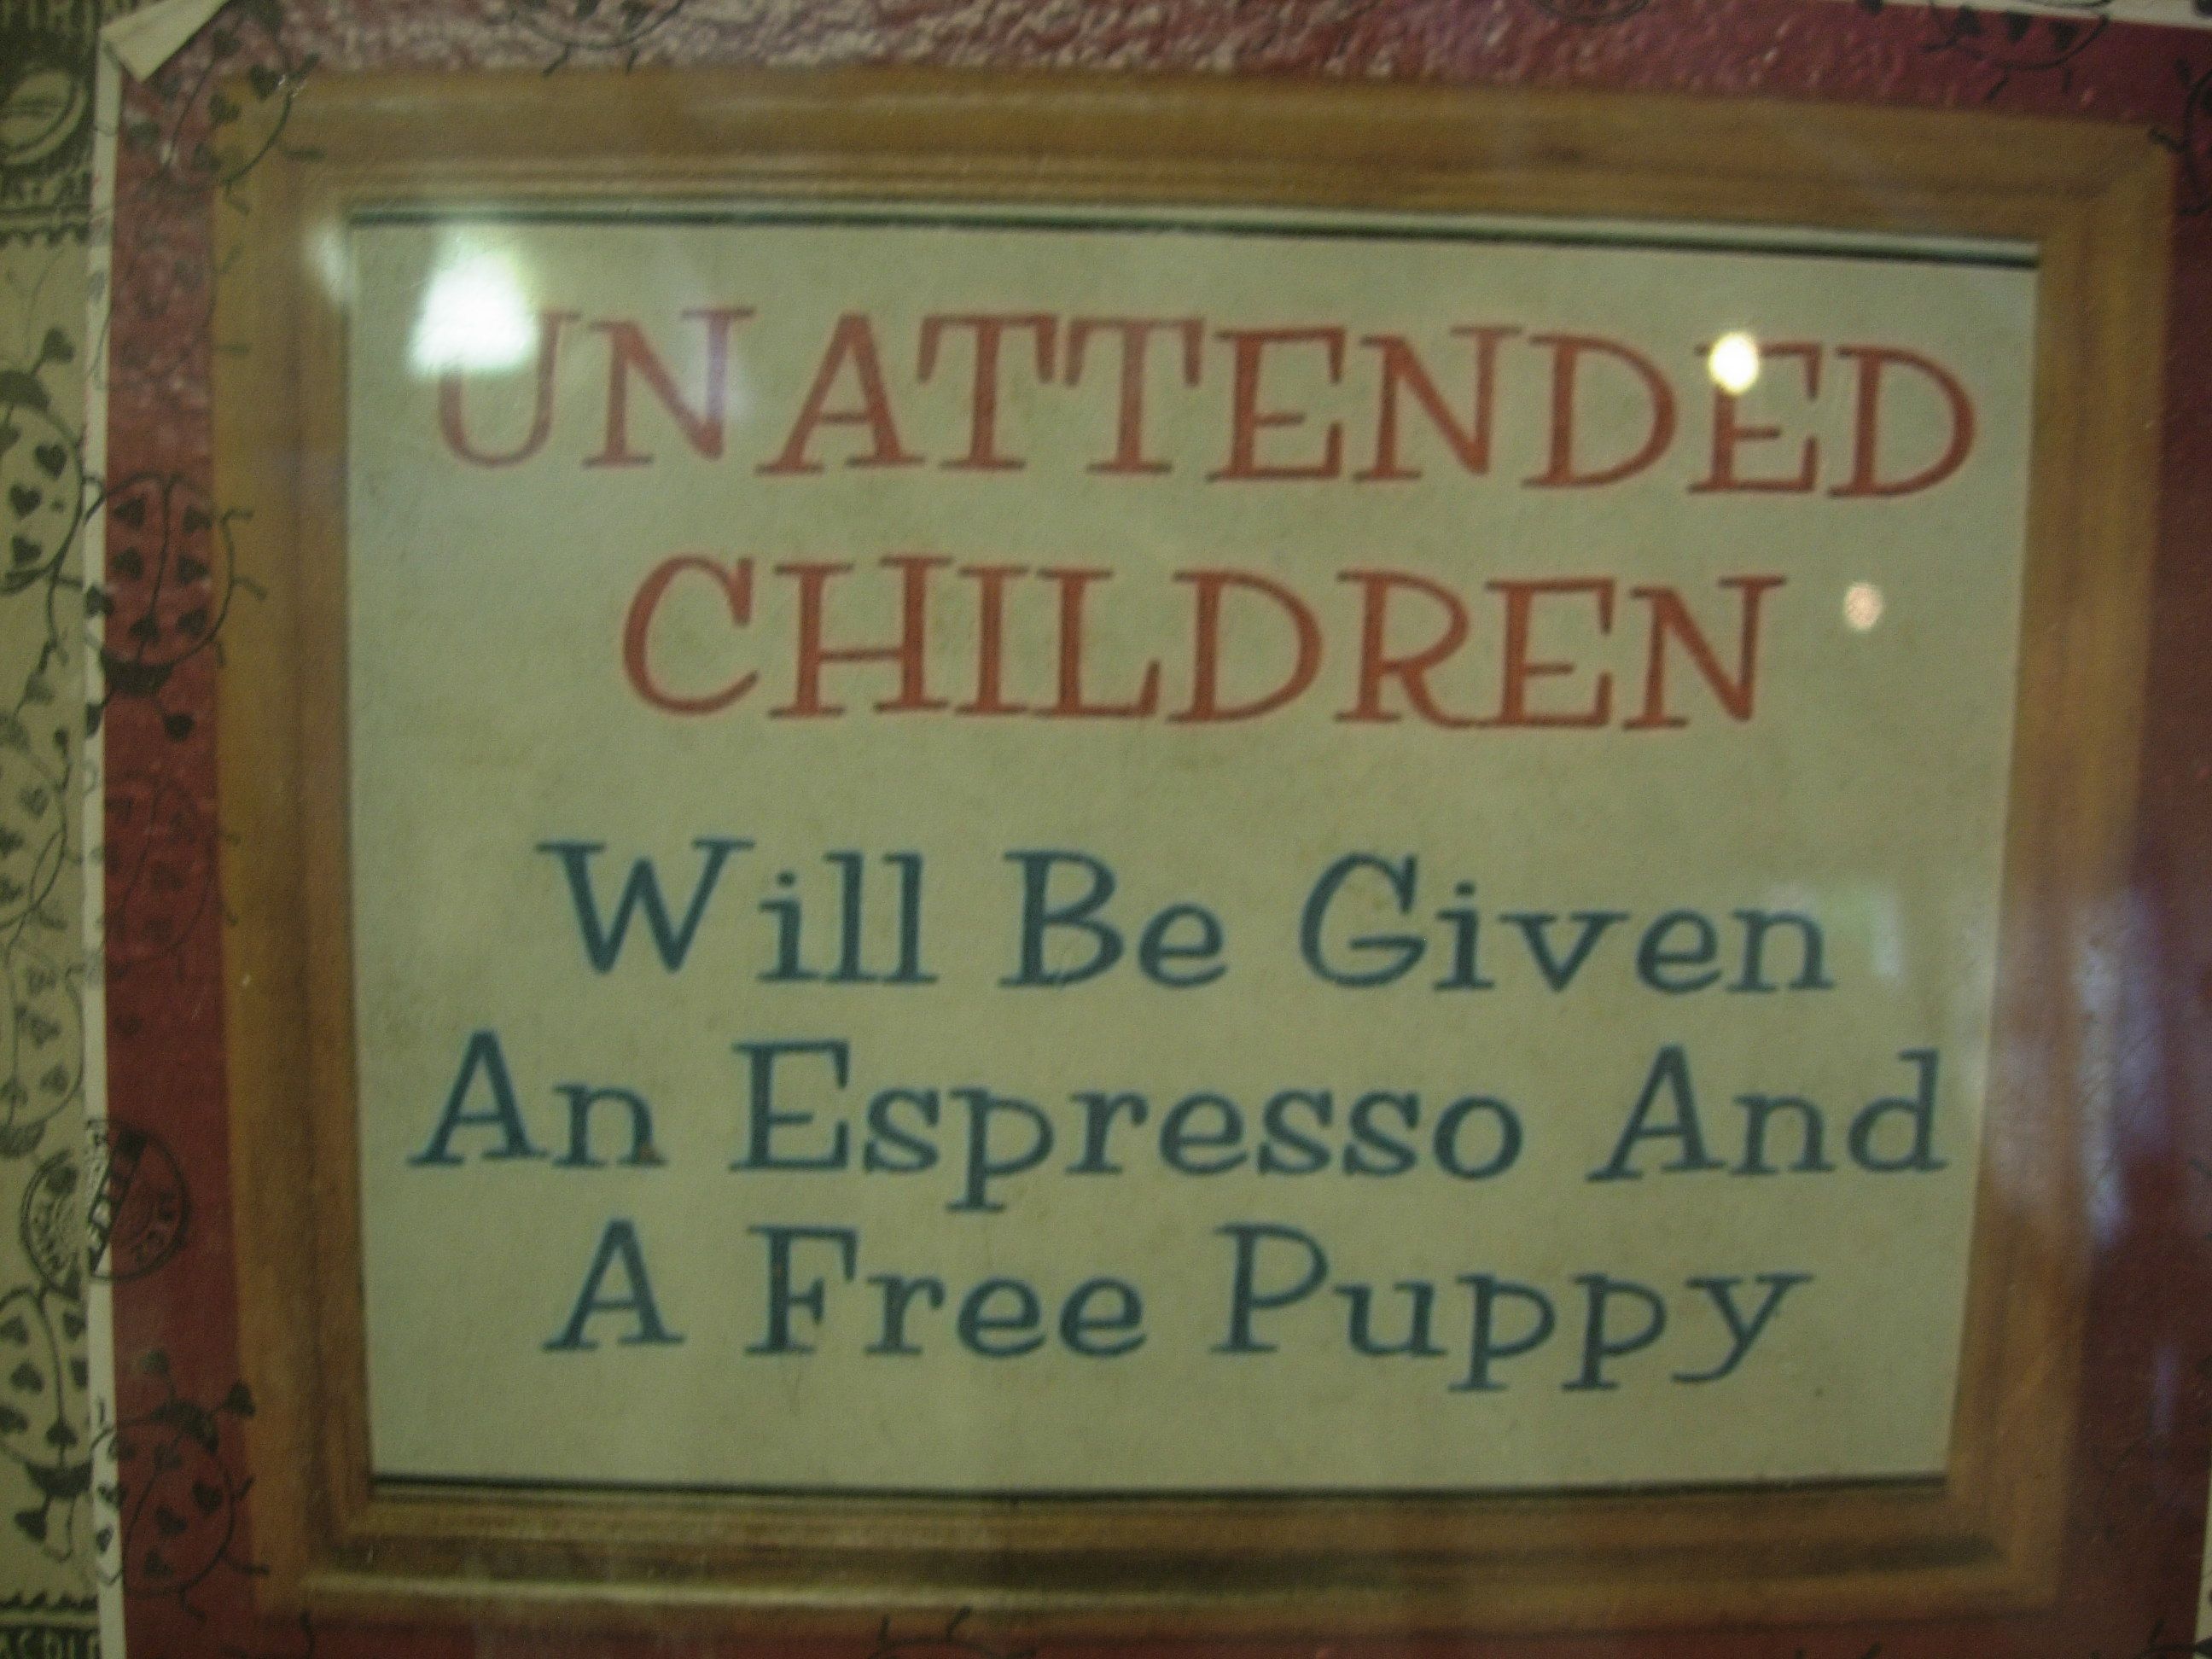 UNATTENDED
CHILDREN
Will Be Given
An Espresso And
A Free Puppy